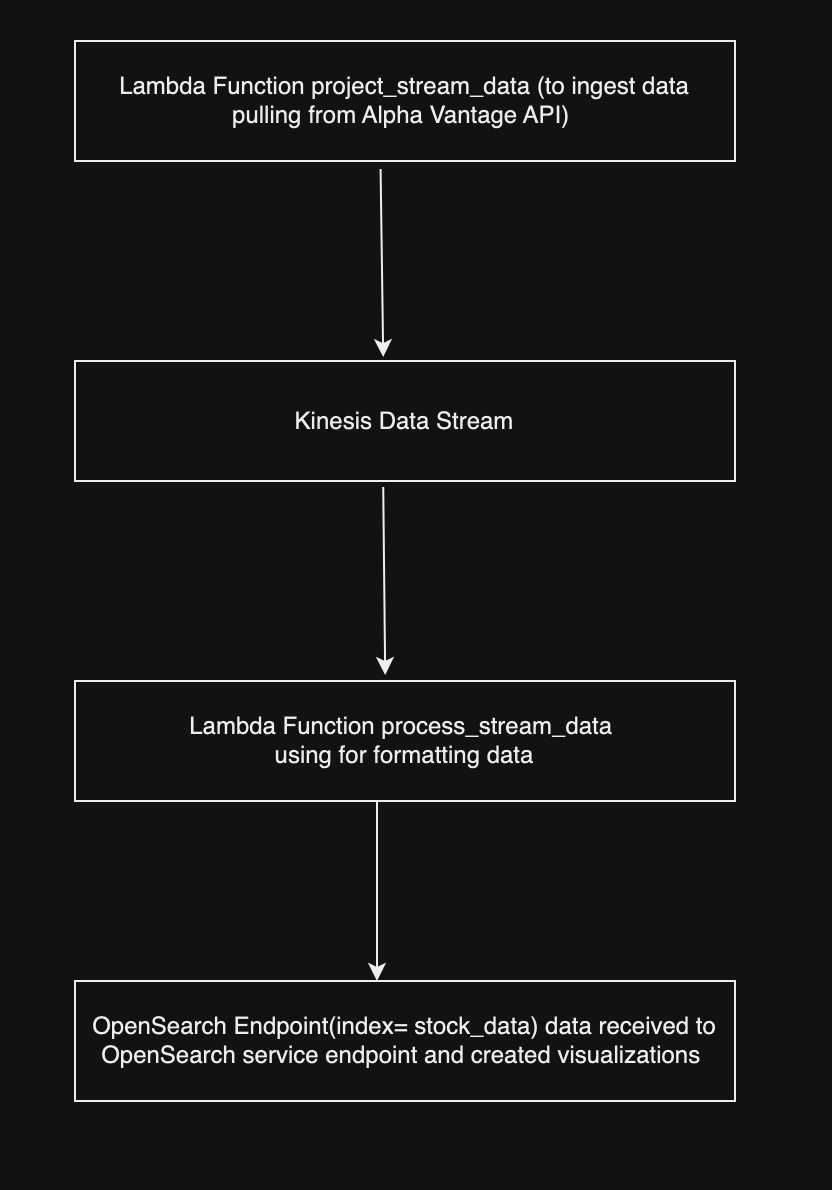 Lambda Function project_stream_data (to ingest data
pulling from Alpha Vantage API)
Kinesis Data Stream
Lambda Function process_stream_data
using for formatting data
OpenSearch Endpoint(index= stock_data) data received to
OpenSearch service endpoint and created visualizations